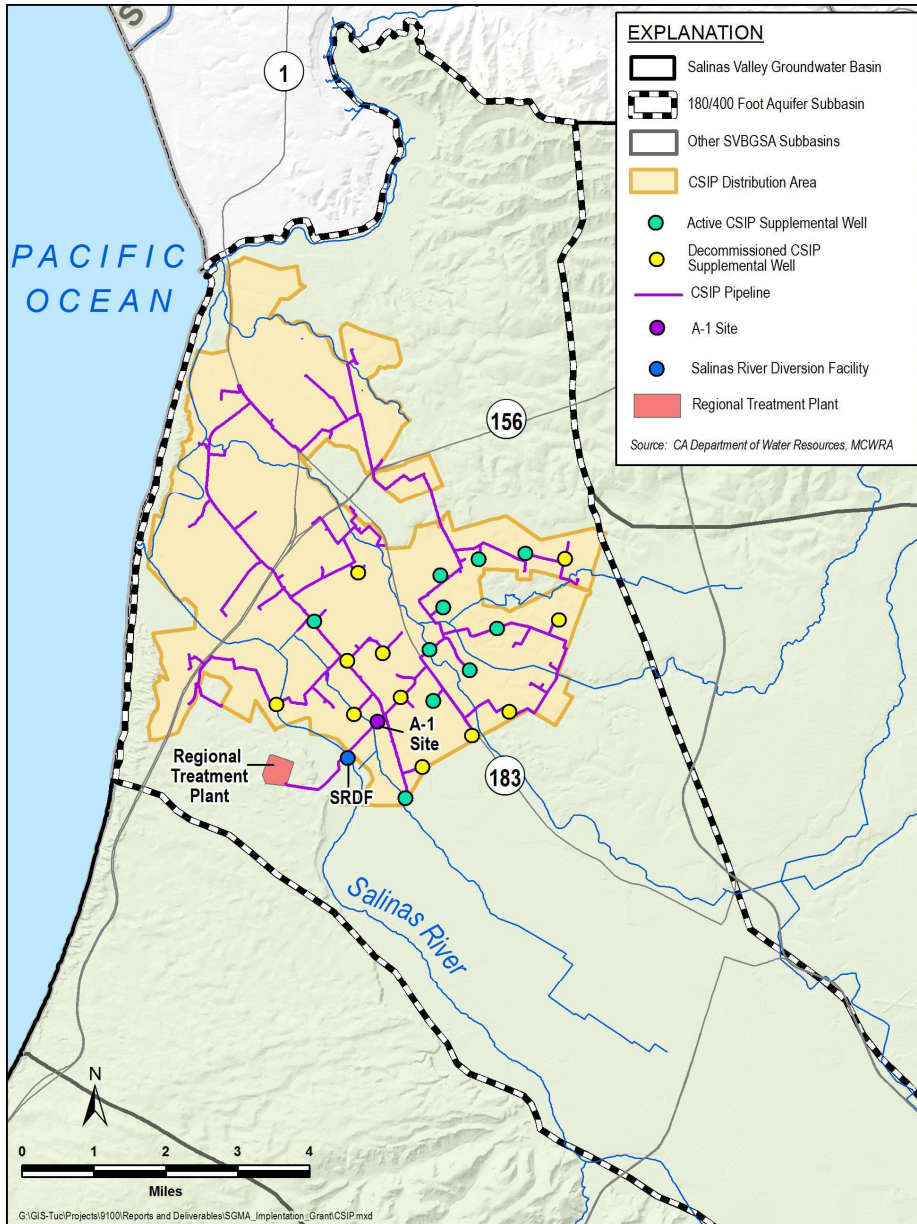 S
1
EXPLANATION
Salinas Valley Groundwater Basin
180/400 Foot Aquifer Subbasin
Other SVBGSA Subbasins
CSIP Distribution Area
Active CSIP Supplemental Well
Decommissioned CSIP
Supplemental Well
CSIP Pipeline
A-1 Site
Salinas River Diversion Facility
Regional Treatment Plant
Source: CA Department of Water Resources, MCWRA
PACIFIC
OCEAN
156
A-1
Site
Regional
Treatment
Plant
SRDF
183
Salinas River
N
0 1 2 3 4
Miles
G:\GIS-Tuc\Projects\9100\Reports and Deliverables\SGMA_Implentation_Grant\CSIP.mxd